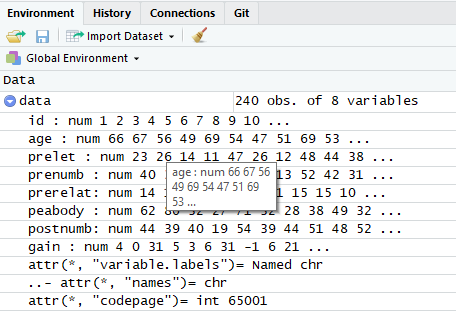 Environment History Connections Git
Import Dataset
Global Environment
Data
data 240 obs. of 8 variables
id : num 1 2 3 4 5 6 7 8 9 10 ...
age : num 66 67 56 49 69 54 47 51 69 53 ...
prelet : num 23 26 14 11 47 26 12 48 44 38 ...
prenumb : num 40 13 52 42 31 ...
age : num 66 67 56
49 69 54 47 51 69
53 ...
prerelat: num 14 1 15 15 10 ...
peabody : num 62 8 32 27 71 32 28 38 49 32 ...
postnumb: num 44 39 40 19 54 39 44 51 48 52 ...
gain : num 4 0 31 5 3 6 31 -1 6 21 ...
attr(*, "variable.labels")= Named chr
..- attr(*, "names")= chr
attr(*, "codepage")= int 65001